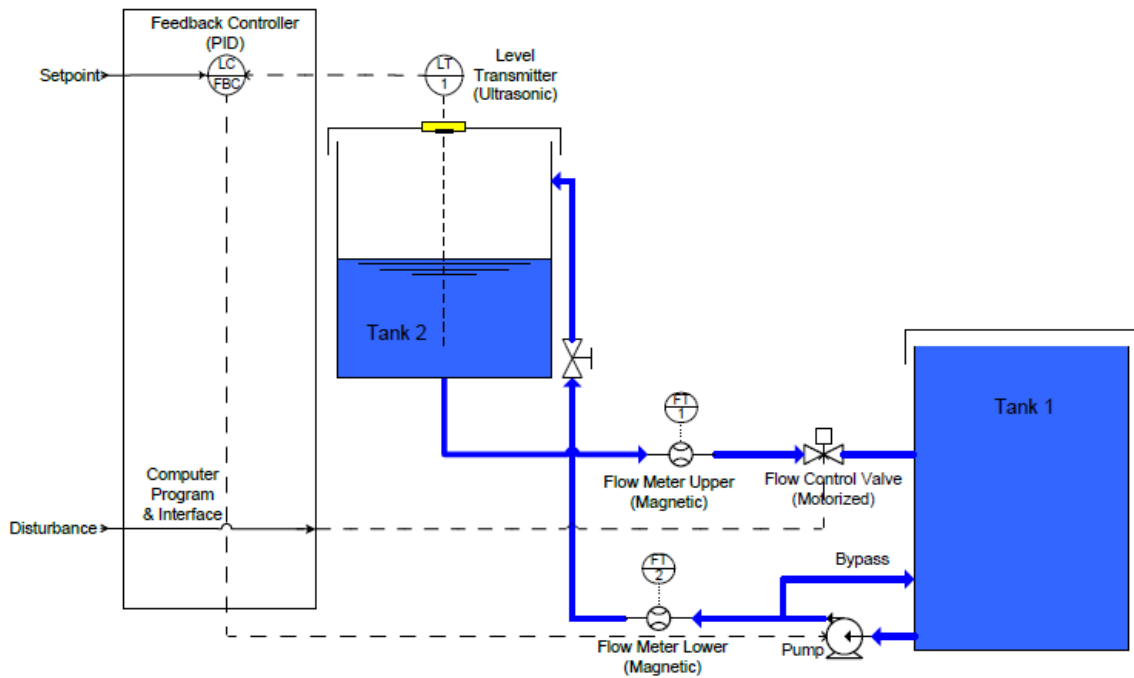 Feedback Controller
(PID)
LC
FBC
Setpoint
LT
1
Level
Transmitter
(Ultrasonic)
Tank 2
FT
1
Flow Meter Upper
(Magnetic)
Flow Control Valve
(Motorized)
Tank 1
Computer
Program
& Interface
Disturbance
FT
2
Flow Meter Lower
(Magnetic)
Bypass
Pump